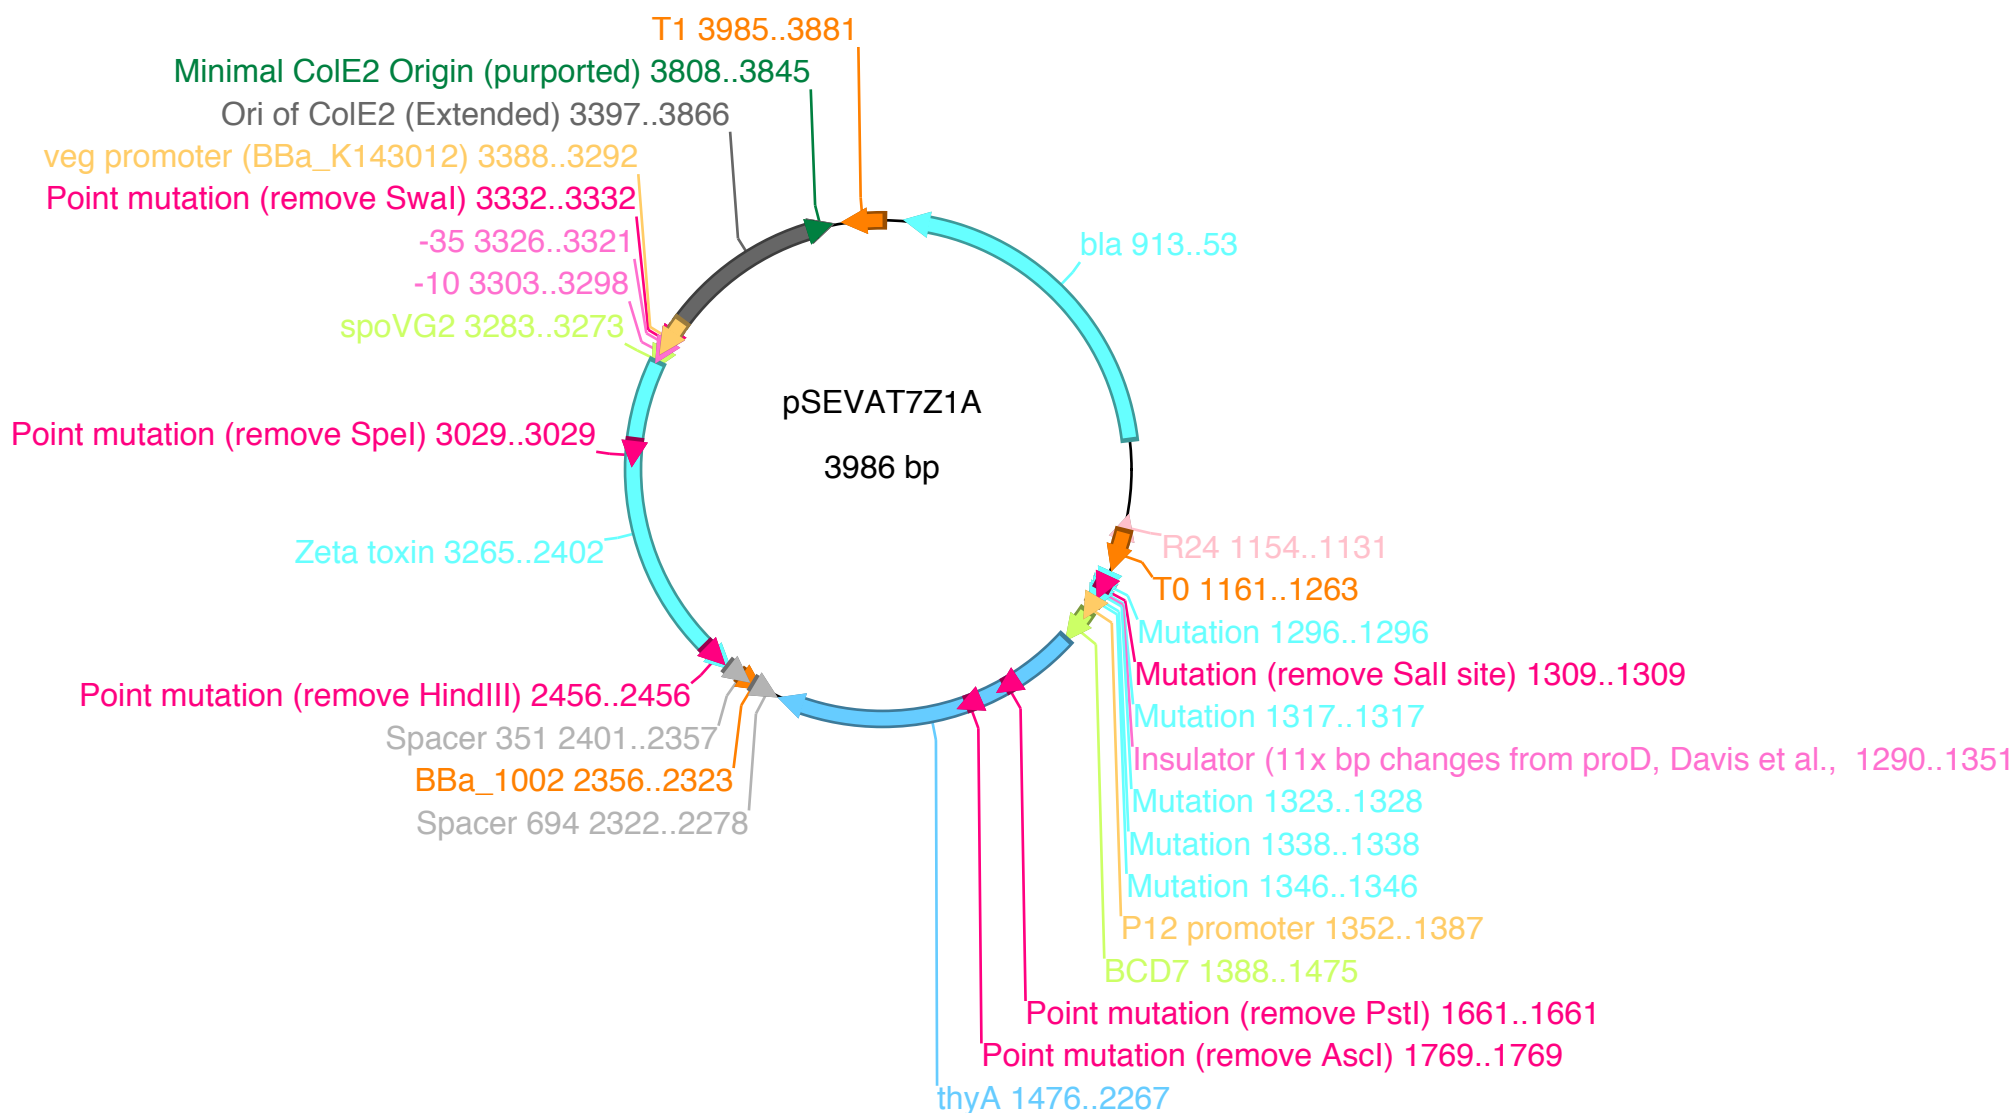 T1 3985..3881
Minimal ColE2 Origin (purported) 3808..3845
Ori of ColE2 (Extended) 3397..3866
veg promoter (BBa_K143012) 3388..3292
Point mutation (remove SwaI) 3332..3332
-35 3326..3321
-10 3303..3298
spoVG2 3283..3273
bla 913..53
pSEVAT7Z1A
3986 bp
Point mutation (remove SpeI) 3029..3029
Zeta toxin 3265..2402
R24 1154..1131
T0 1161..1263
Mutation 1296..1296
Mutation (remove SalI site) 1309..1309
Mutation 1317..1317
Insulator (11x bp changes from proD, Davis et al.,  1290..1351
Mutation 1323..1328
Mutation 1338..1338
Mutation 1346..1346
P12 promoter 1352..1387
BCD7 1388..1475
Point mutation (remove PstI) 1661..1661
Point mutation (remove AscI) 1769..1769
thyA 1476..2267
Point mutation (remove HindIII) 2456..2456
Spacer 351 2401..2357
BBa_1002 2356..2323
Spacer 694 2322..2278